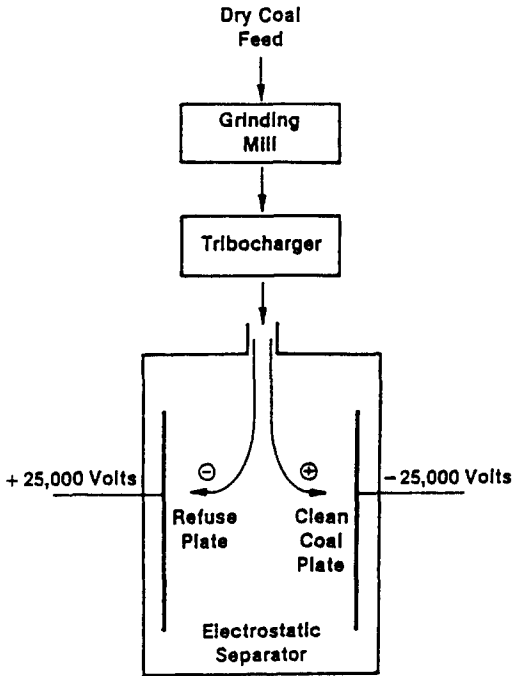 Dry Coal
Feed
Grinding
Mill
Tribocharger
⊖
⊕
+ 25,000 Volts
− 25,000 Volts
Refuse
Plate
Clean
Coal
Plate
Electrostatic
Separator